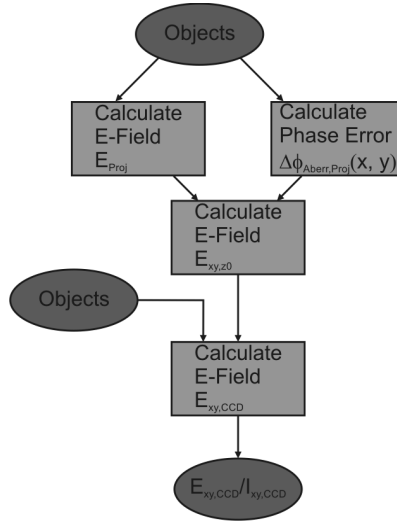 Objects
Calculate
E-Field
E_Proj
Calculate
Phase Error
Δϕ_Aberr,Proj(x, y)
Calculate
E-Field
E_xy,z0
Objects
Calculate
E-Field
E_xy,CCD
E_xy,CCD/I_xy,CCD